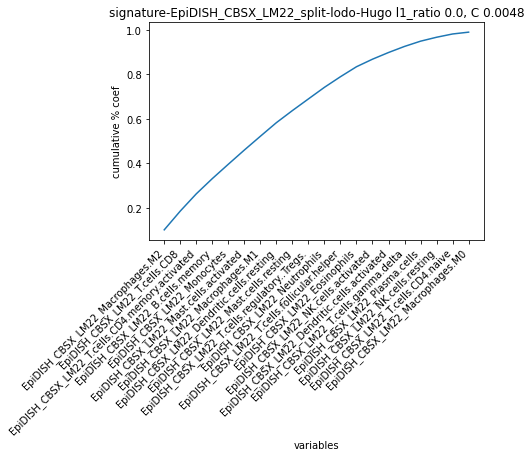 signature-EpiDISH_CBSX_LM22_split-lodo-Hugo l1_ratio 0.0, C 0.0048
1.0
0.8
0.6
0.4
0.2
cumulative % coef
EpiDISH_CBSX_LM22_Macrophages.M2
EpiDISH_CBSX_LM22_T.cells.CD8
EpiDISH_CBSX_LM22_T.cells.CD4.memory.activated
EpiDISH_CBSX_LM22_B.cells.memory
EpiDISH_CBSX_LM22_Monocytes
EpiDISH_CBSX_LM22_Mast.cells.activated
EpiDISH_CBSX_LM22_Macrophages.M1
EpiDISH_CBSX_LM22_Dendritic.cells.resting
EpiDISH_CBSX_LM22_Mast.cells.resting
EpiDISH_CBSX_LM22_T.cells.regulatory..Tregs.
EpiDISH_CBSX_LM22_Neutrophils
EpiDISH_CBSX_LM22_T.cells.follicular.helper
EpiDISH_CBSX_LM22_Eosinophils
EpiDISH_CBSX_LM22_NK.cells.activated
EpiDISH_CBSX_LM22_Dendritic.cells.activated
EpiDISH_CBSX_LM22_T.cells.gamma.delta
EpiDISH_CBSX_LM22_Plasma.cells
EpiDISH_CBSX_LM22_NK.cells.resting
EpiDISH_CBSX_LM22_T.cells.CD4.naive
EpiDISH_CBSX_LM22_Macrophages.M0
variables